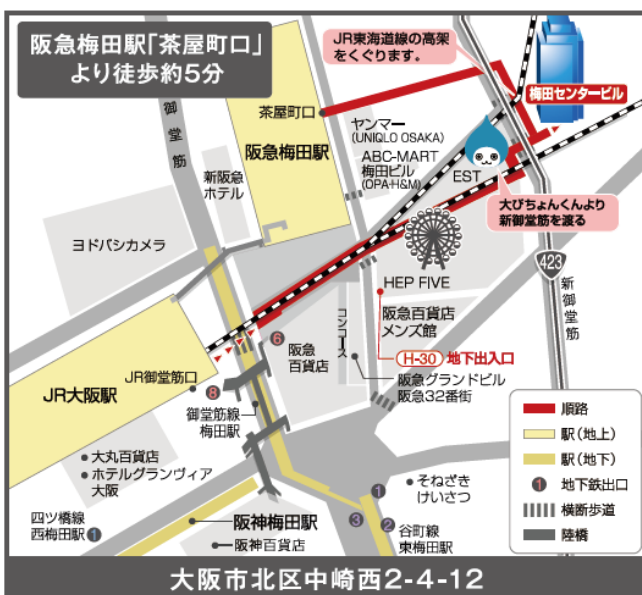 阪急梅田駅「茶屋町口」
より徒歩約5分
JR東海道線の高架
をくぐります。
梅田センタービル
御堂筋
茶屋町口
阪急梅田駅
ヤンマー
(UNIQLO OSAKA)
ABC-MART
梅田ビル
(OPA・H&M)
EST
新阪急
ホテル
大びちょんくんより
新御堂筋を渡る
ヨドバシカメラ
423
新御堂筋
HEP FIVE
阪急百貨店
メンズ館
コンコース
H-30 地下出入口
6
阪急
百貨店
阪急グランドビル
阪急32番街
JR大阪駅
JR御堂筋口
8
御堂筋線
梅田駅
大丸百貨店
ホテルグランヴィア
大阪
そねざき
けいさつ
1
2
3
四ツ橋線
西梅田駅1
阪神梅田駅
阪神百貨店
谷町線
東梅田駅
順路
駅(地上)
駅(地下)
1 地下鉄出口
横断歩道
陸橋
大阪市北区中崎西2-4-12